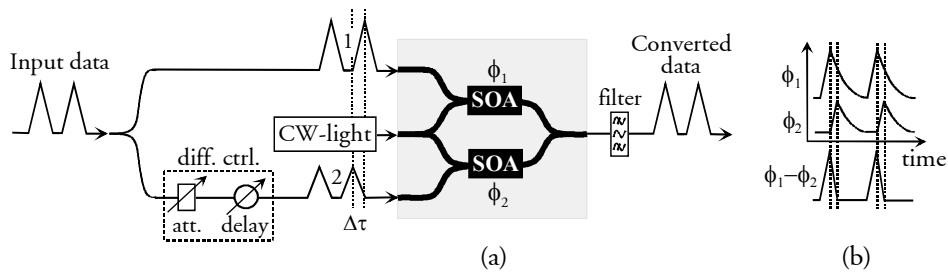 Input data
1
diff. ctrl.
att.
delay
2
Δτ
CW-light
ϕ1
SOA
SOA
ϕ2
filter
Converted
data
(a)
ϕ1
ϕ2
time
ϕ1–ϕ2
(b)